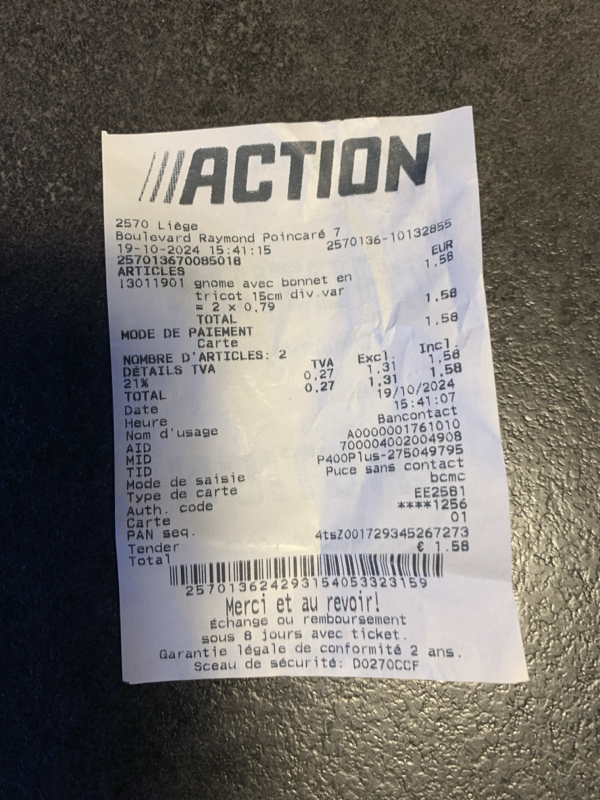 ACTION
2570 Liège
Boulevard Raymond Poincaré 7
19-10-2024 15:41:15 2570136-10132855
257013670085018 EUR
ARTICLES 1,58
13011901 gnome avec bonnet en
tricot 15cm div.var
= 2 x 0,79 1,58
TOTAL
MODE DE PAIEMENT 1,58
Carte
NOMBRE D'ARTICLES: 2
DÉTAILS TVA TVA Excl. Incl.
21% 0,27 1,31 1,58
TOTAL 0,27 1,31 1,58
Date 19/10/2024
Heure 15:41:07
Nom d'usage Bancontact
AID A0000001761010
MID 700004002004908
TID P400Plus-275049795
Mode de saisie Puce sans contact
Type de carte bcmc
Auth. code EE2581
Carte ****1256
PAN seq. 01
Tender 4tsZ001729345267273
Total € 1.58
257013624293154053323159
Merci et au revoir!
Échange ou remboursement
sous 8 jours avec ticket.
Garantie légale de conformité 2 ans.
Sceau de sécurité: D0270CCF